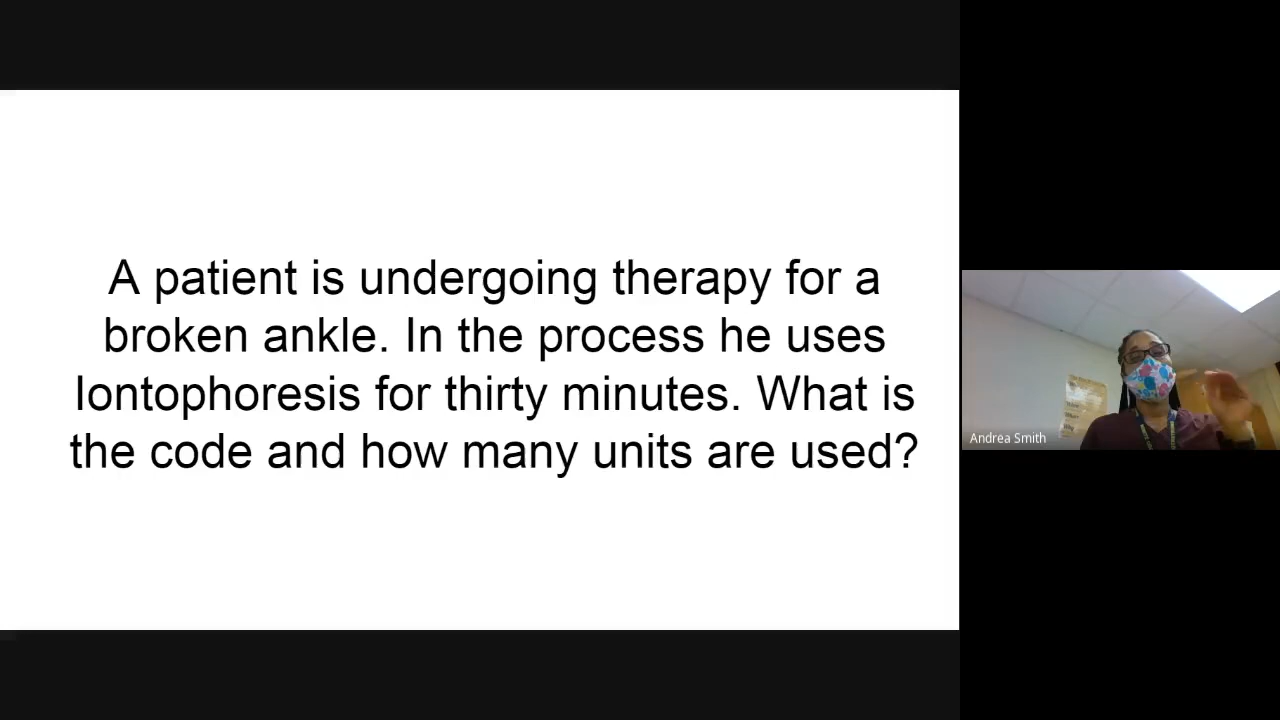 A patient is undergoing therapy for a
broken ankle. In the process he uses
Iontophoresis for thirty minutes. What is
the code and how many units are used?
Andrea Smith